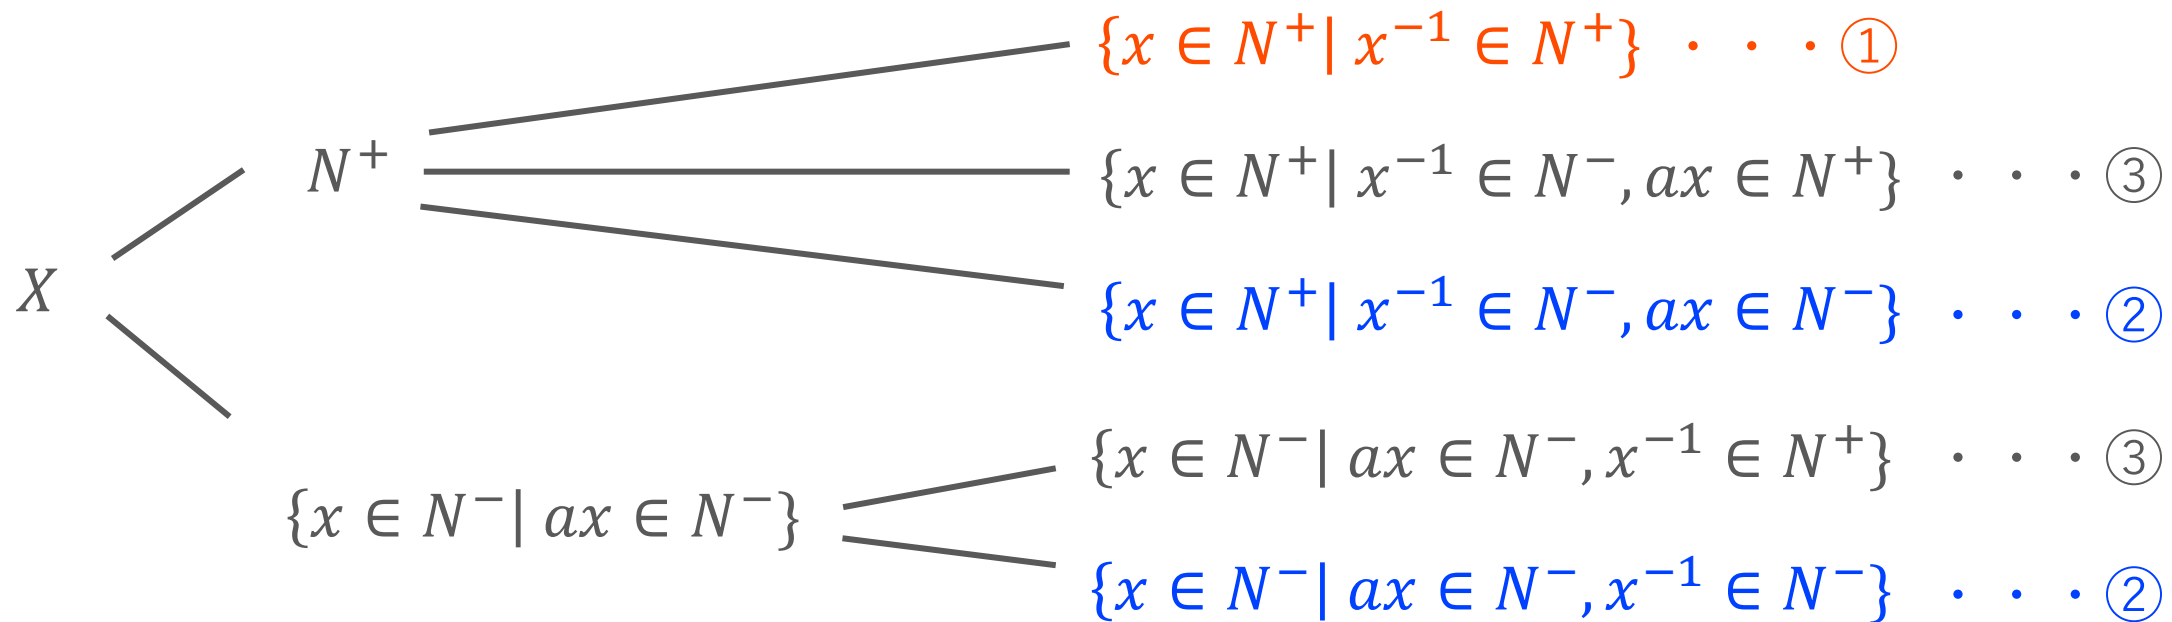 {x ∈ N⁺| x⁻¹ ∈ N⁺} ・・・①
N⁺
{x ∈ N⁺| x⁻¹ ∈ N⁻, ax ∈ N⁺} ・・・③
X
{x ∈ N⁺| x⁻¹ ∈ N⁻, ax ∈ N⁻} ・・・②
{x ∈ N⁻| ax ∈ N⁻, x⁻¹ ∈ N⁺} ・・・③
{x ∈ N⁻| ax ∈ N⁻}
{x ∈ N⁻| ax ∈ N⁻, x⁻¹ ∈ N⁻} ・・・②